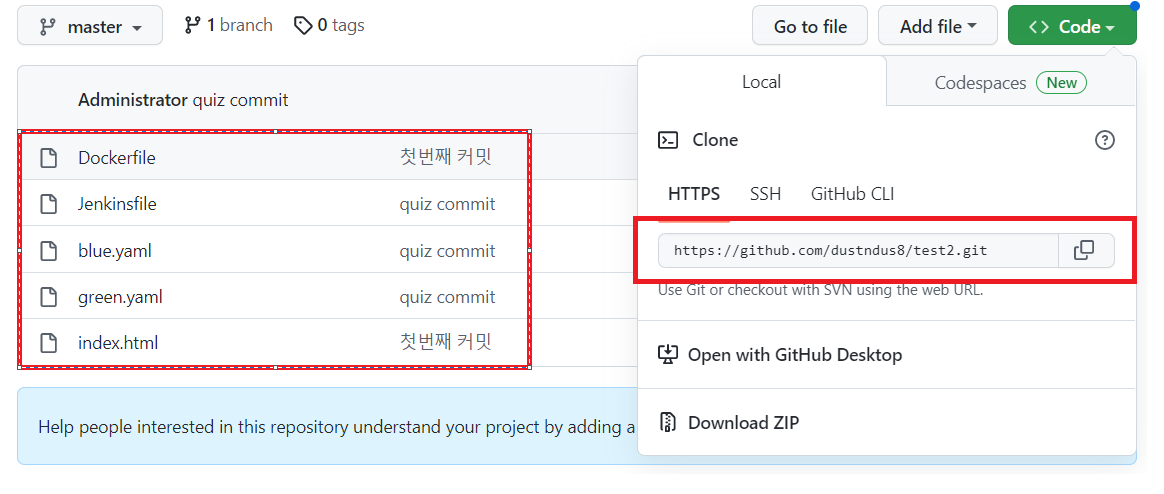 master 1 branch 0 tags Go to file Add file Code
Local Codespaces New
Administrator quiz commit
Clone
Dockerfile 첫번째 커밋
HTTPS SSH GitHub CLI
Jenkinsfile quiz commit
https://github.com/dustndus8/test2.git
blue.yaml quiz commit
Use Git or checkout with SVN using the web URL.
green.yaml quiz commit
index.html 첫번째 커밋
Open with GitHub Desktop
Help people interested in this repository understand your project by adding a
Download ZIP